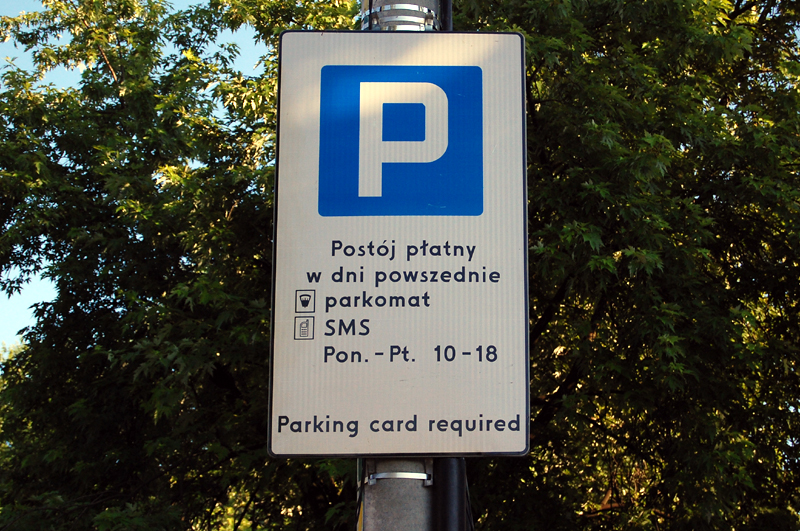 P
Postój płatny
w dni powszednie
parkomat
SMS
Pon. - Pt. 10 - 18
Parking card required